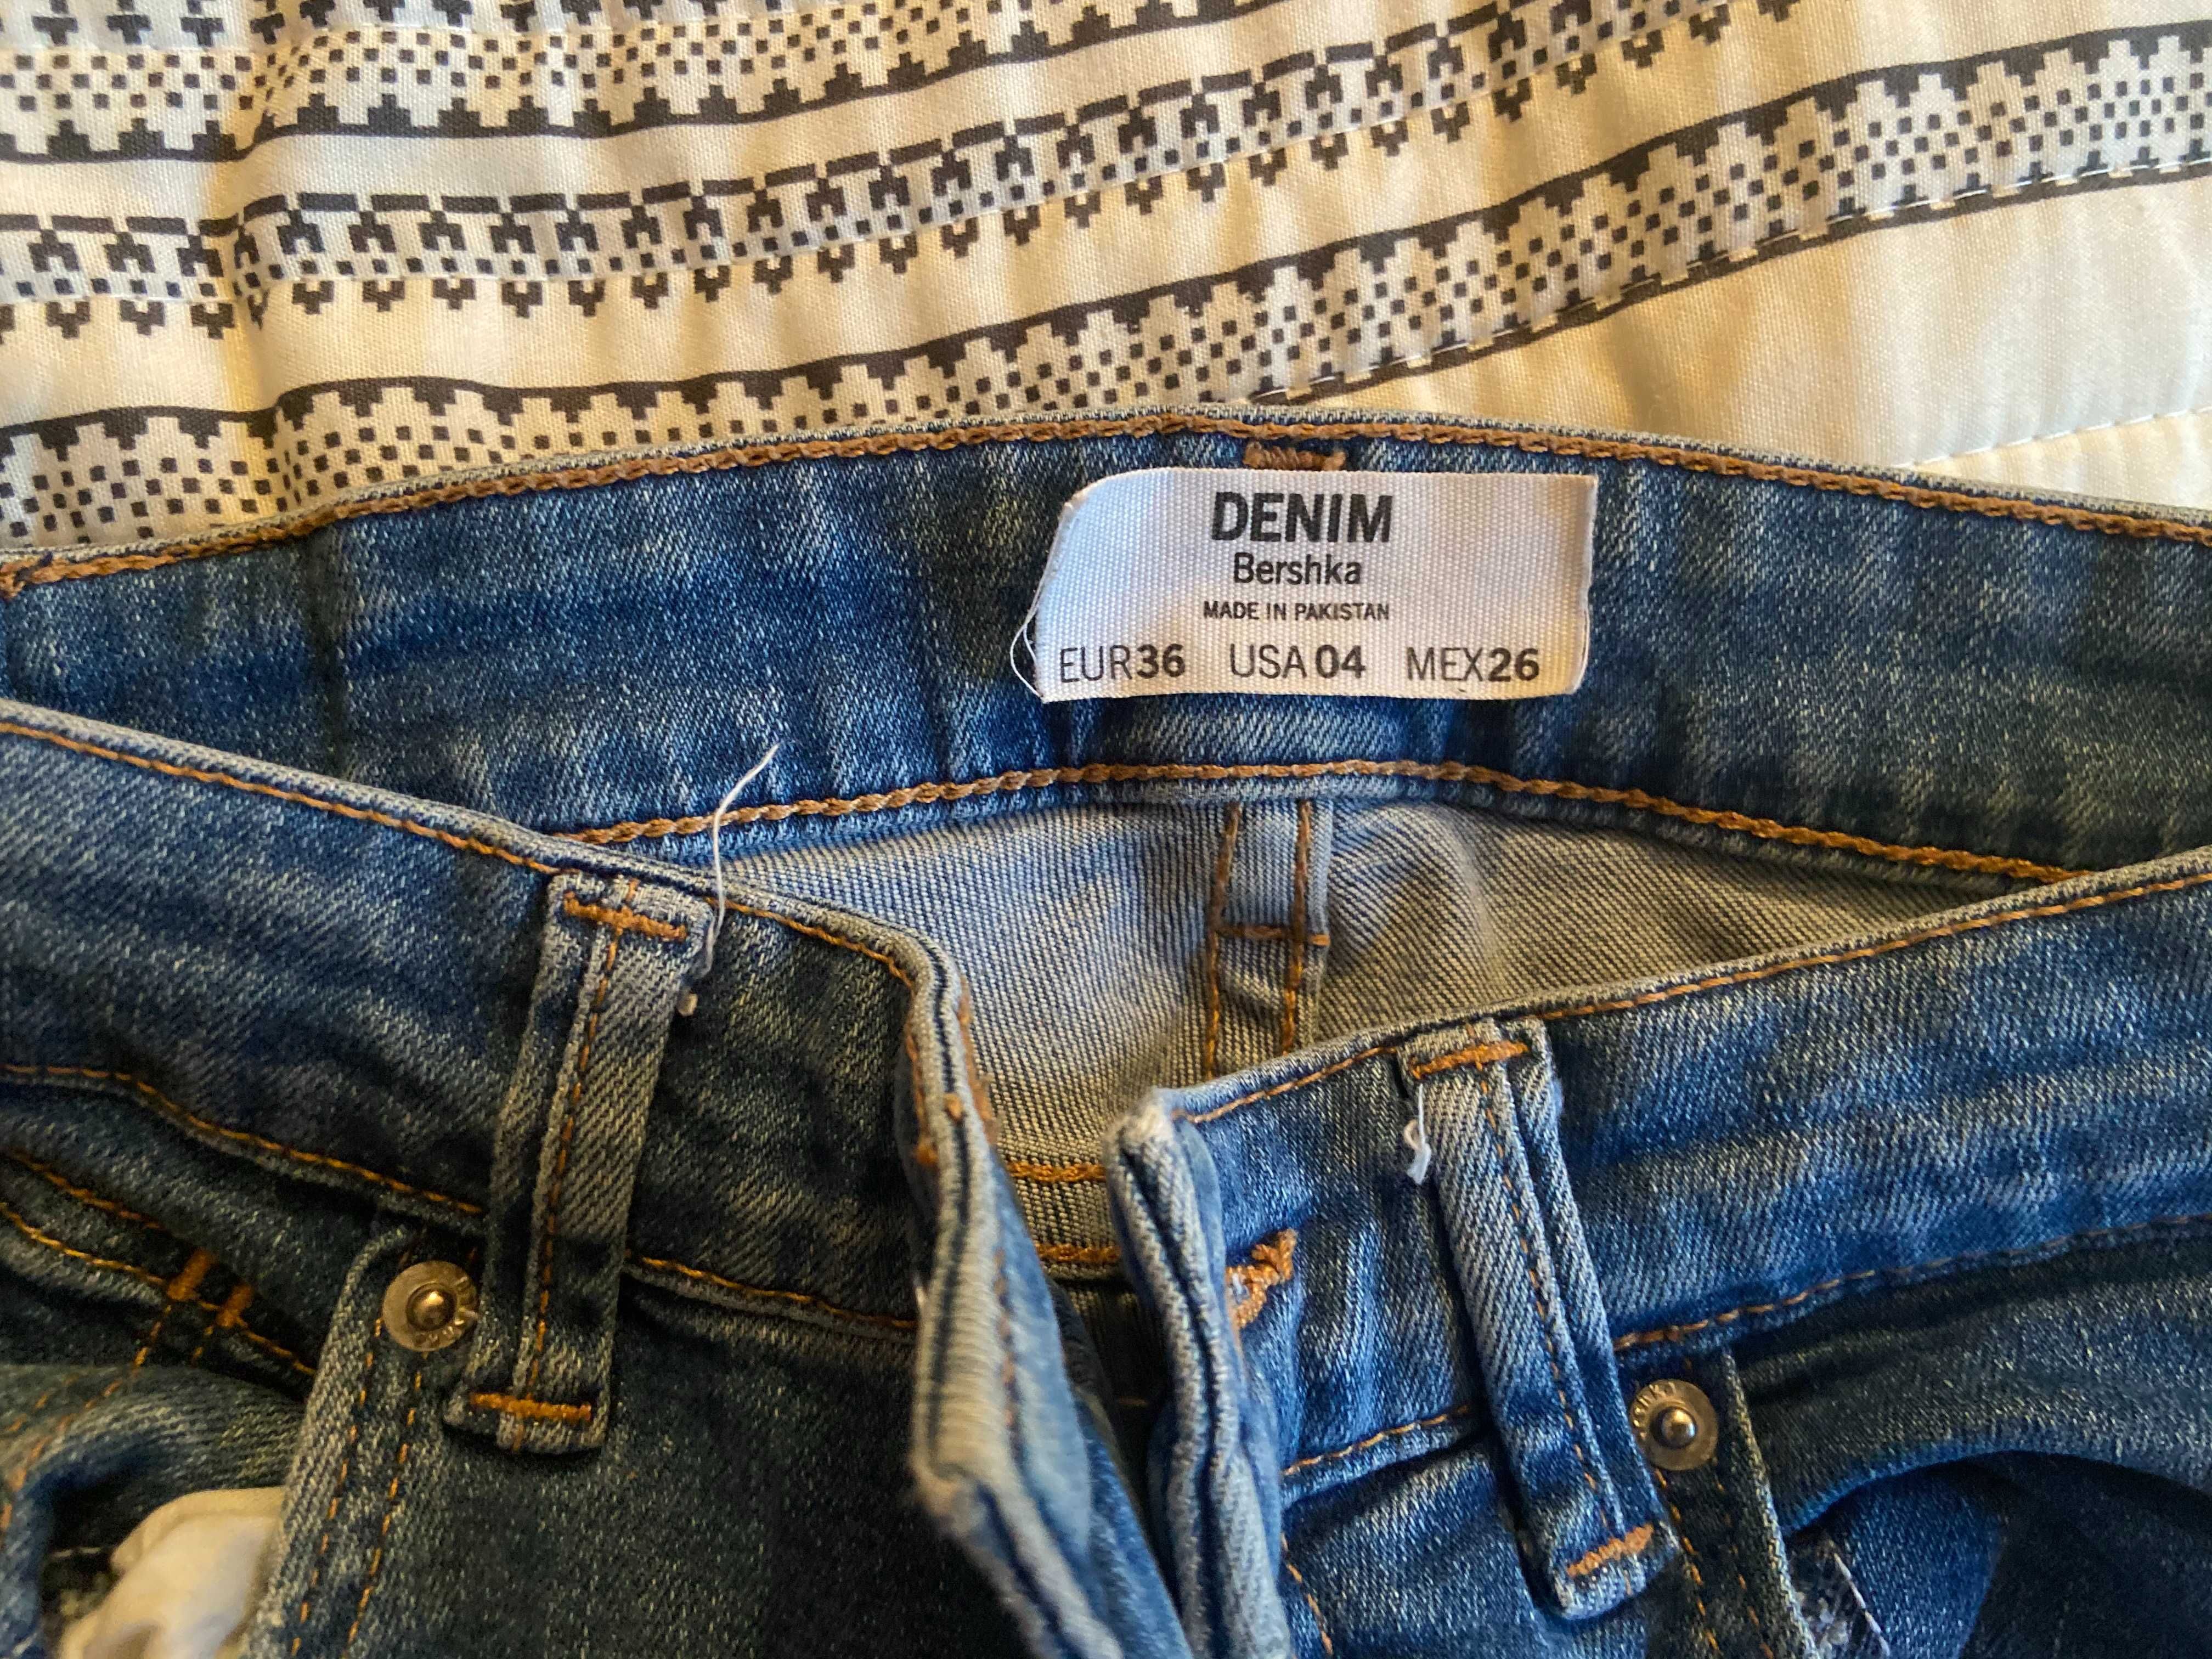 DENIM
Bershka
MADE IN PAKISTAN
EUR36 USA04 MEX26